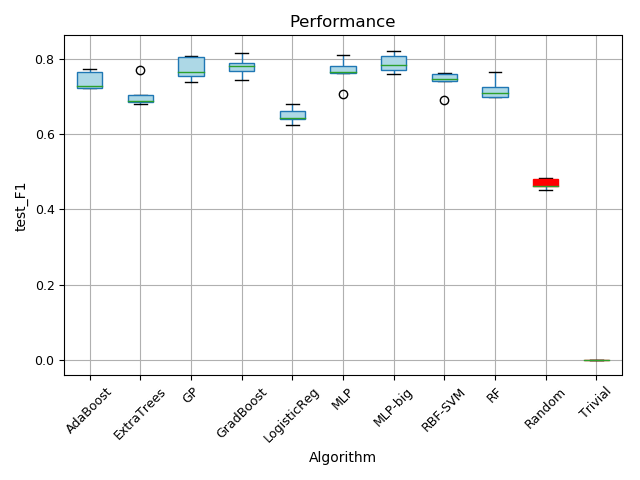 Performance
test_F1
0.8
0.6
0.4
0.2
0.0
AdaBoost
ExtraTrees
GP
GradBoost
LogisticReg
MLP
MLP-big
RBF-SVM
RF
Random
Trivial
Algorithm